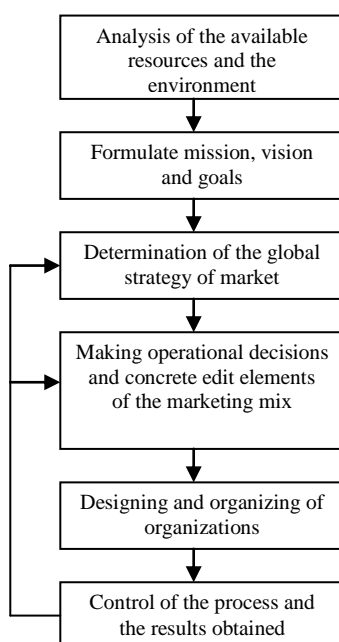 Analysis of the available
resources and the
environment
Formulate mission, vision
and goals
Determination of the global
strategy of market
Making operational decisions
and concrete edit elements
of the marketing mix
Designing and organizing of
organizations
Control of the process and
the results obtained